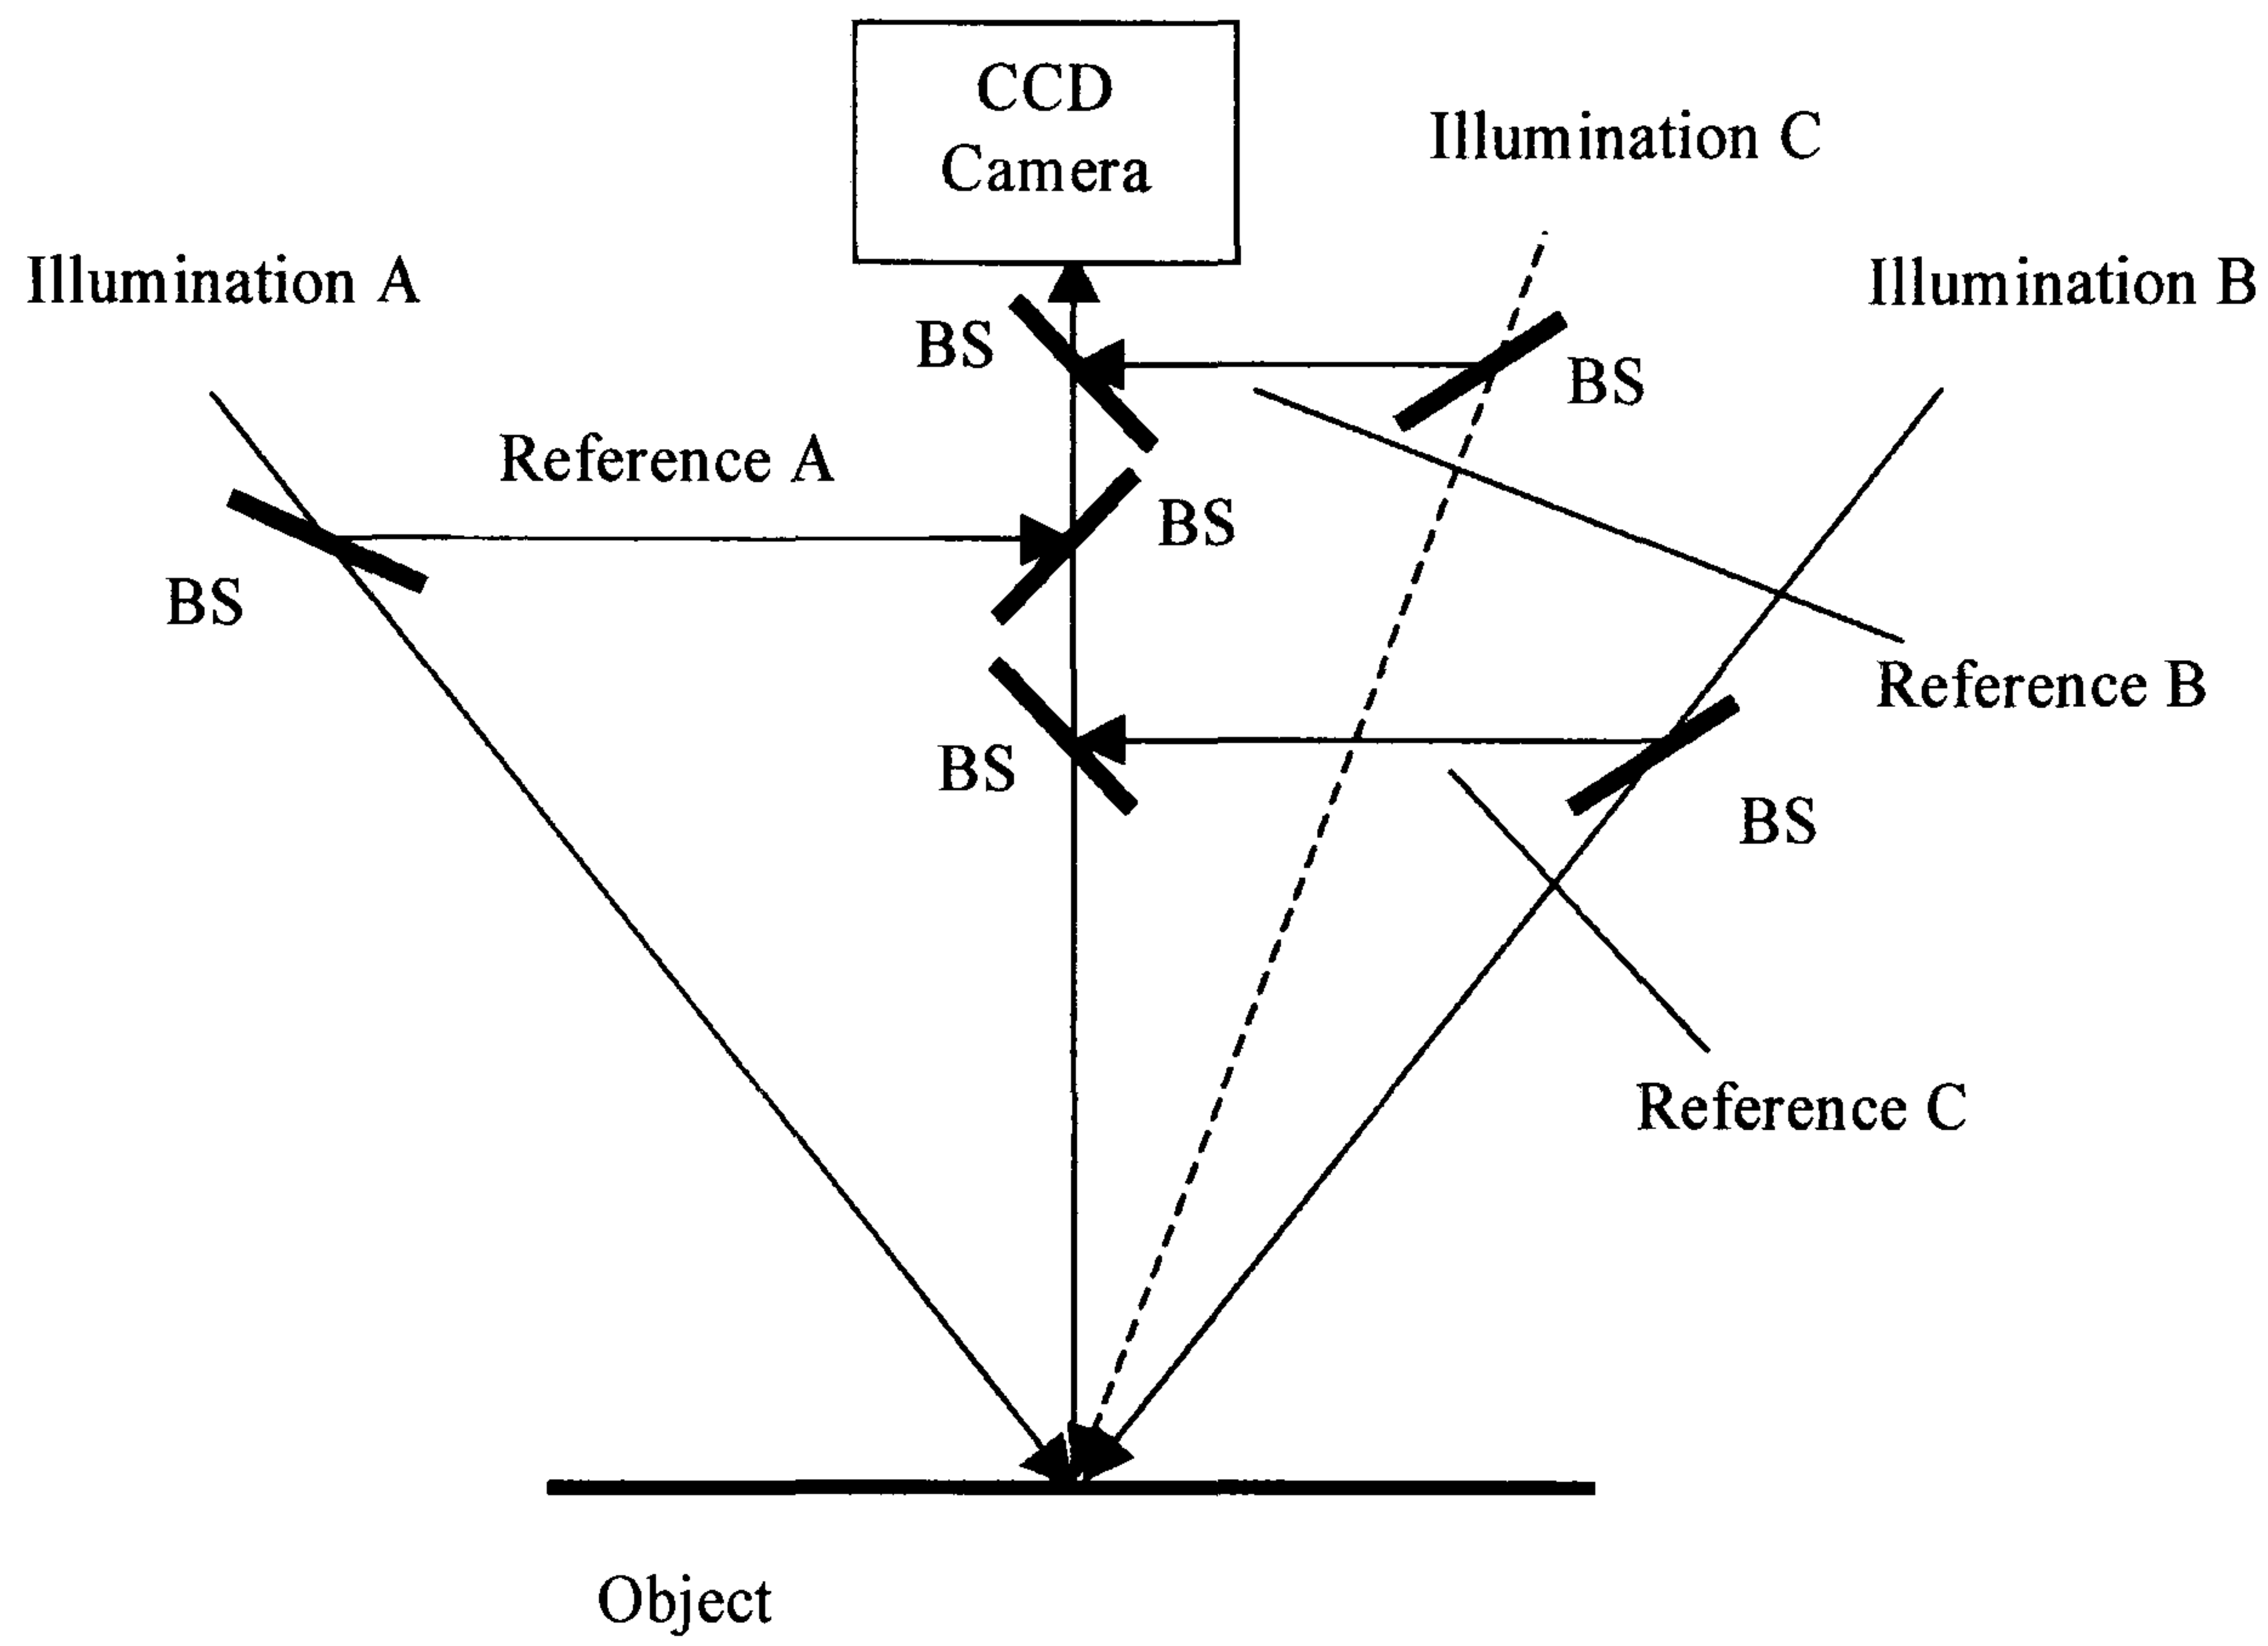 CCD
Camera
Illumination C
Illumination A
Illumination B
BS
BS
Reference A
BS
BS
Reference B
BS
BS
Reference C
Object